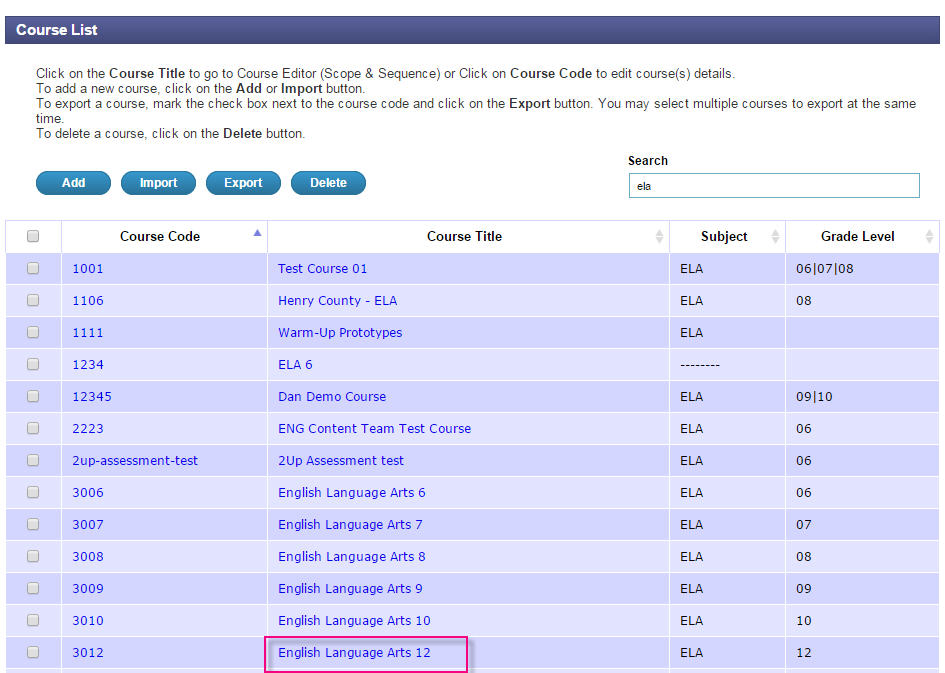 Course List
Click on the Course Title to go to Course Editor (Scope & Sequence) or Click on Course Code to edit course(s) details.
To add a new course, click on the Add or Import button.
To export a course, mark the check box next to the course code and click on the Export button. You may select multiple courses to export at the same
time.
To delete a course, click on the Delete button.
Search
Add Import Export Delete
ela
Course Code Course Title Subject Grade Level
1001 Test Course 01 ELA 06|07|08
1106 Henry County - ELA ELA 08
1111 Warm-Up Prototypes ELA
1234 ELA 6 --------
12345 Dan Demo Course ELA 09|10
2223 ENG Content Team Test Course ELA 06
2up-assessment-test 2Up Assessment test ELA 06
3006 English Language Arts 6 ELA 06
3007 English Language Arts 7 ELA 07
3008 English Language Arts 8 ELA 08
3009 English Language Arts 9 ELA 09
3010 English Language Arts 10 ELA 10
3012 English Language Arts 12 ELA 12